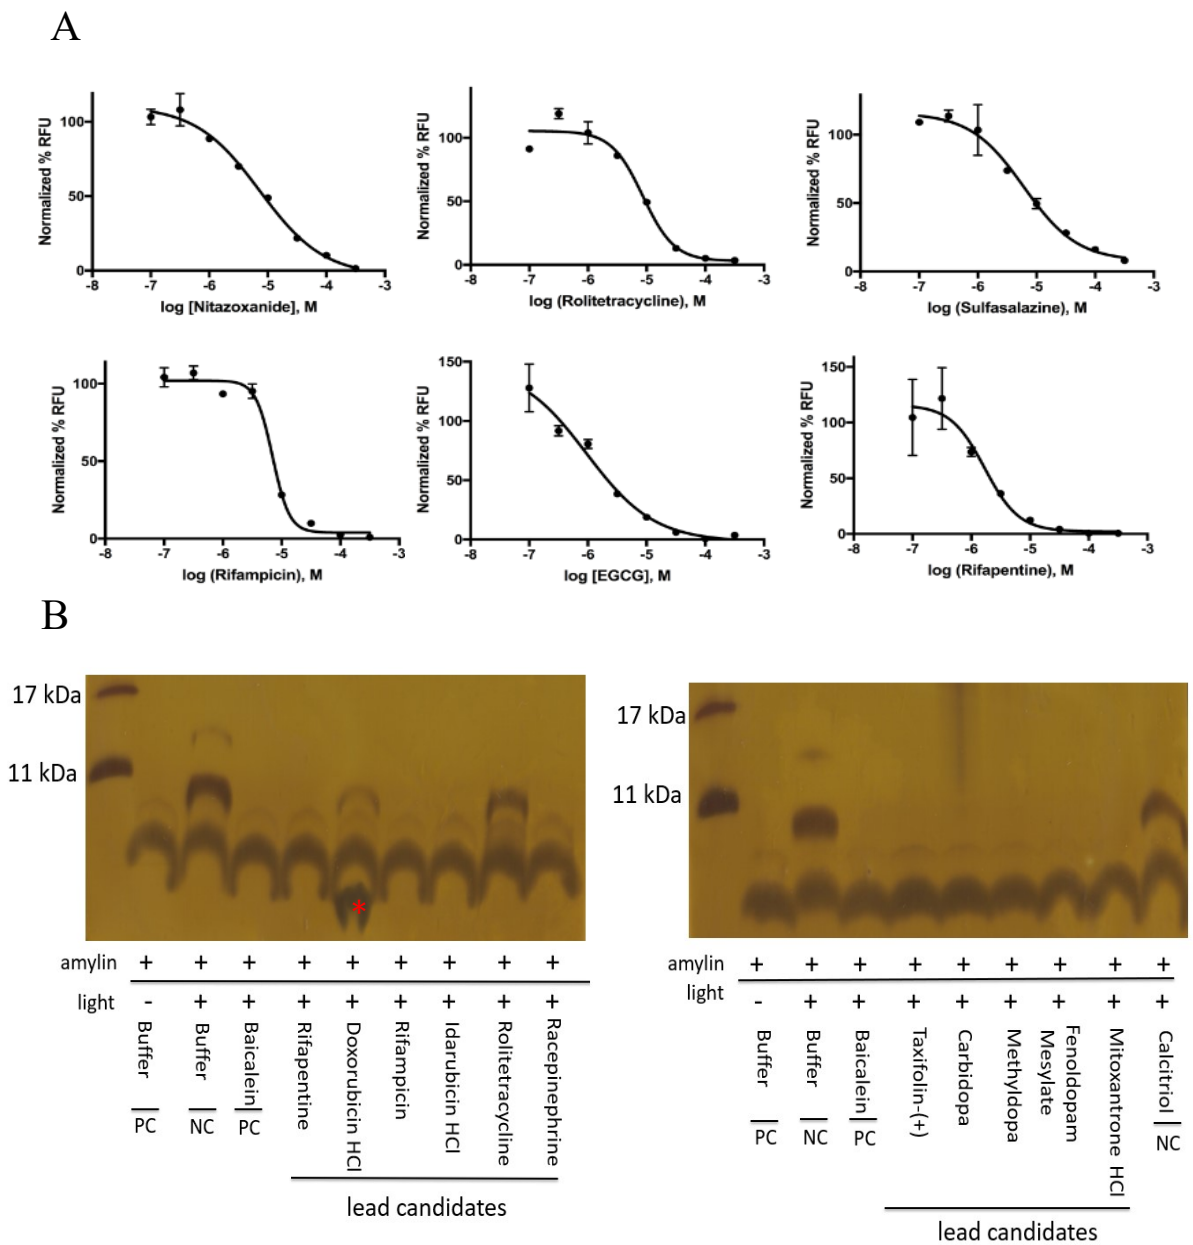 A
Normalized % RFU
100
50
0
-8 -7 -6 -5 -4 -3
log [Nitazoxanide], M
Normalized % RFU
100
50
0
-8 -7 -6 -5 -4 -3
log (Rolitetracycline), M
Normalized % RFU
100
50
0
-8 -7 -6 -5 -4 -3
log (Sulfasalazine), M
Normalized % RFU
100
50
0
-8 -7 -6 -5 -4 -3
log (Rifampicin), M
Normalized % RFU
150
100
50
0
-8 -7 -6 -5 -4 -3
log [EGCG], M
Normalized % RFU
150
100
50
0
-8 -7 -6 -5 -4 -3
log (Rifapentine), M
B
17 kDa
11 kDa
*
amylin + + + + + + + + +
light - + + + + + + + +
Buffer
Buffer
Baicalein
Rifapentine
Doxorubicin HCl
Rifampicin
Idarubicin HCl
Rolitetracycline
Racepinephrine
PC NC PC
lead candidates
17 kDa
11 kDa
amylin + + + + + + + + +
light - + + + + + + + +
Buffer
Buffer
Baicalein
Taxifolin-(+)
Carbidopa
Methyldopa
Fenoldopam
Mesylate
Mitoxantrone HCl
Calcitriol
PC NC PC NC
lead candidates